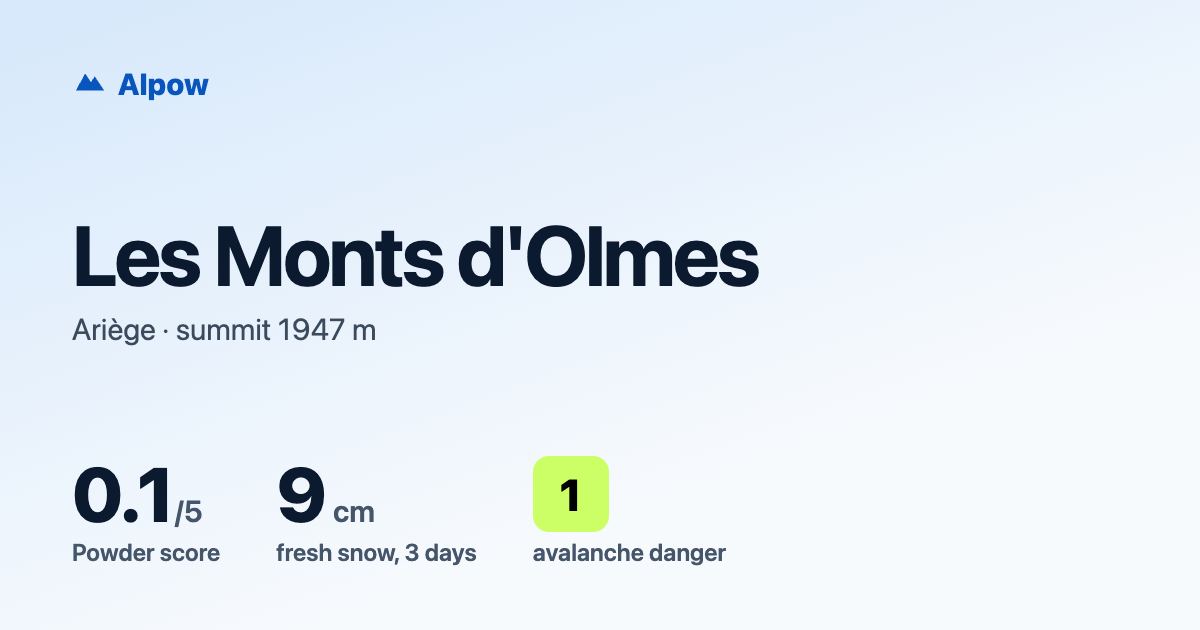 Alpow
Les Monts d'Olmes
Ariège · summit 1947 m
0.1/5
Powder score
9 cm
fresh snow, 3 days
1
avalanche danger